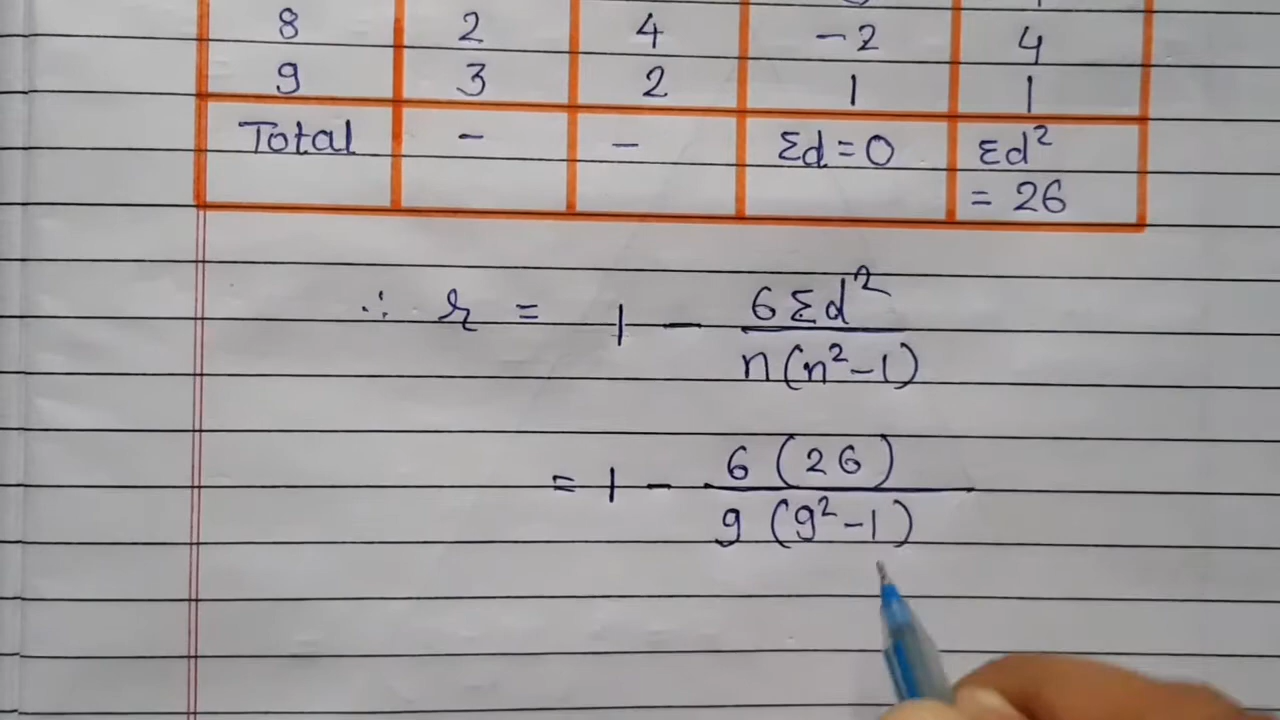 8 2 4 -2 4
9 3 2 1 1
Total - - Σd = 0 Σd²
= 26
∴ r = 1 - 6Σd² / n(n²-1)
= 1 - 6 (26) / 9 (9²-1)